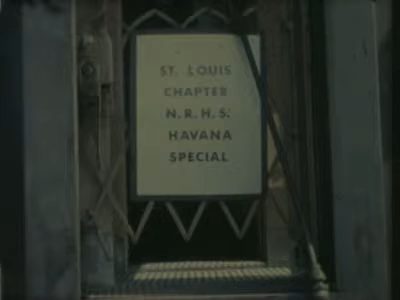 ST. LOUIS
CHAPTER
N. R. H. S.
HAVANA
SPECIAL